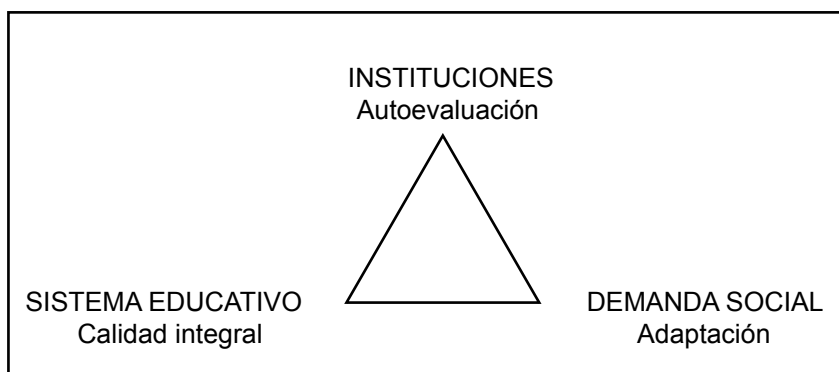 INSTITUCIONES
Autoevaluación
SISTEMA EDUCATIVO
Calidad integral
DEMANDA SOCIAL
Adaptación